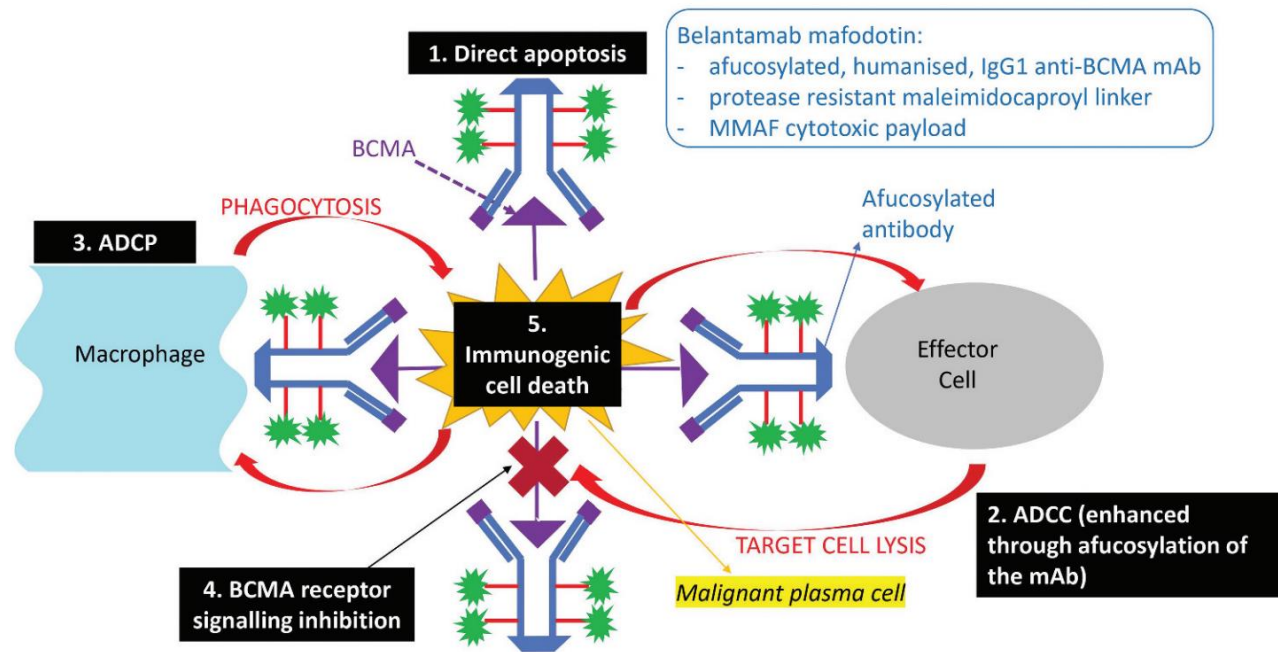 1. Direct apoptosis
Belantamab mafodotin:
- afucosylated, humanised, IgG1 anti-BCMA mAb
- protease resistant maleimidocaproyl linker
- MMAF cytotoxic payload
BCMA
PHAGOCYTOSIS
Afucosylated
antibody
3. ADCP
Macrophage
5.
Immunogenic
cell death
Effector
Cell
2. ADCC (enhanced
through afucosylation of
the mAb)
TARGET CELL LYSIS
4. BCMA receptor
signalling inhibition
Malignant plasma cell